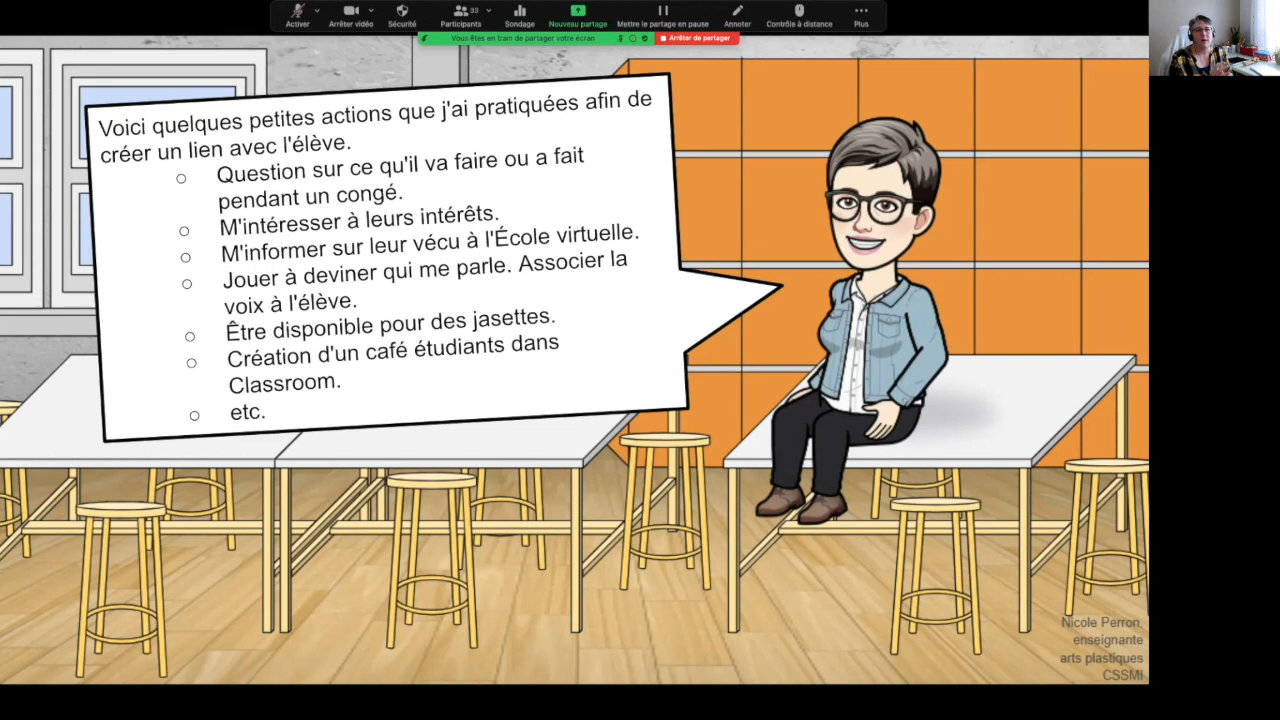 Activer
Arrêter vidéo
Sécurité
33
Participants
Sondage
Nouveau partage
Mettre le partage en pause
Annoter
Contrôle à distance
Plus
Vous êtes en train de partager votre écran
Arrêter de partager
Voici quelques petites actions que j'ai pratiquées afin de
créer un lien avec l'élève.
○ Question sur ce qu'il va faire ou a fait
pendant un congé.
○ M'intéresser à leurs intérêts.
○ M'informer sur leur vécu à l'École virtuelle.
○ Jouer à deviner qui me parle. Associer la
voix à l'élève.
○ Être disponible pour des jasettes.
○ Création d'un café étudiants dans
Classroom.
○ etc.
Nicole Perron,
enseignante
arts plastiques
CSSMI